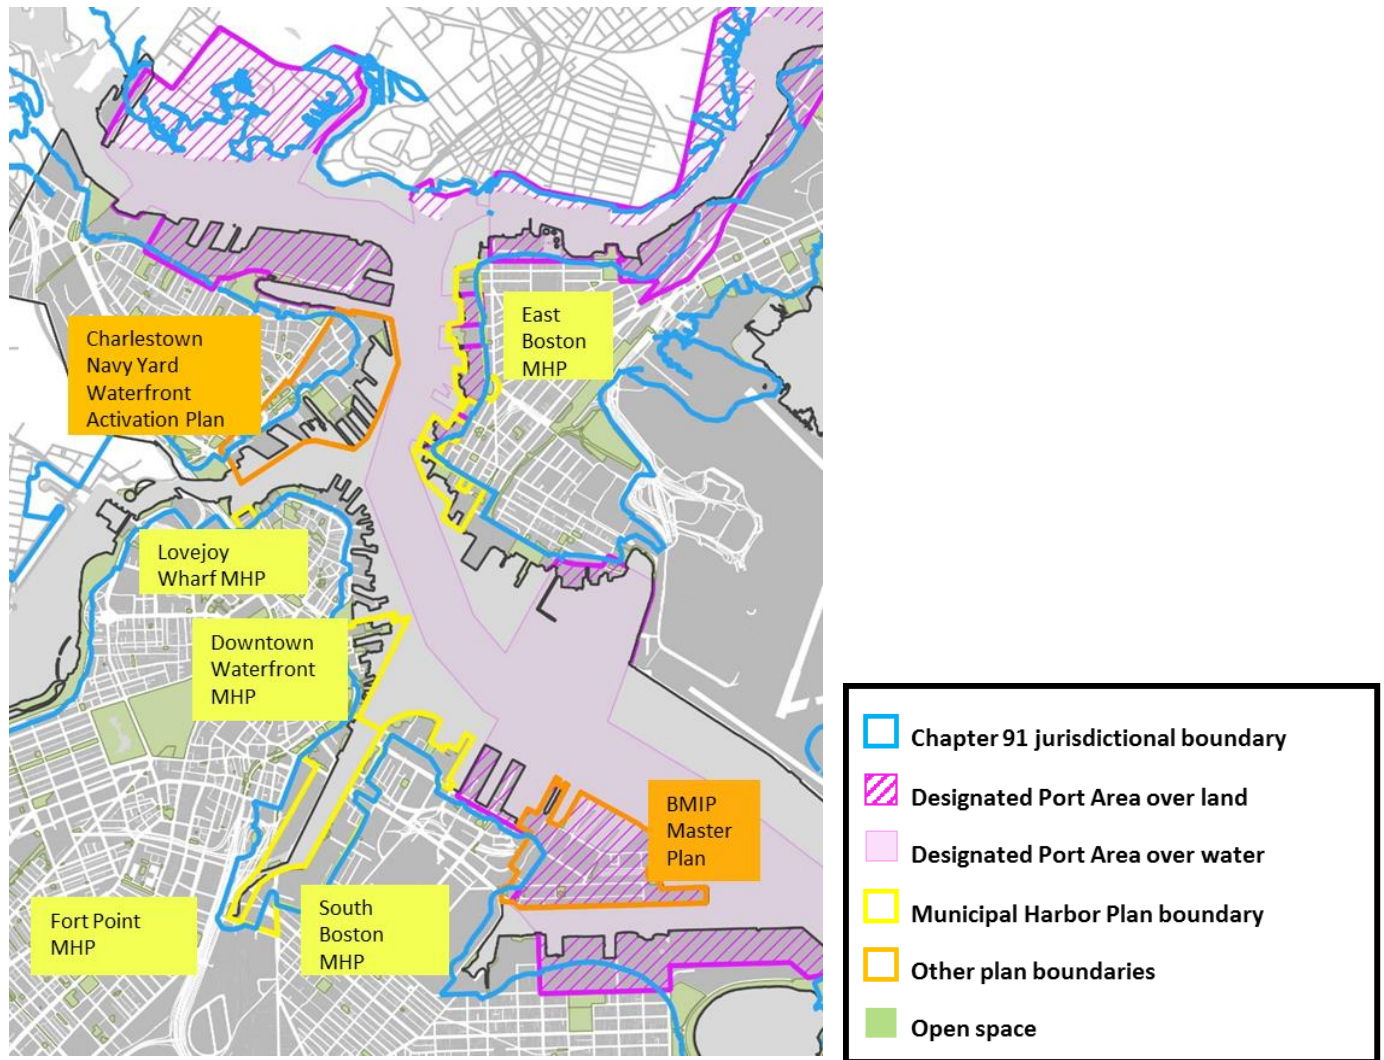 East
Boston
MHP
Charlestown
Navy Yard
Waterfront
Activation Plan
Lovejoy
Wharf MHP
Downtown
Waterfront
MHP
BMIP
Master
Plan
Fort Point
MHP
South
Boston
MHP
Chapter 91 jurisdictional boundary
Designated Port Area over land
Designated Port Area over water
Municipal Harbor Plan boundary
Other plan boundaries
Open space